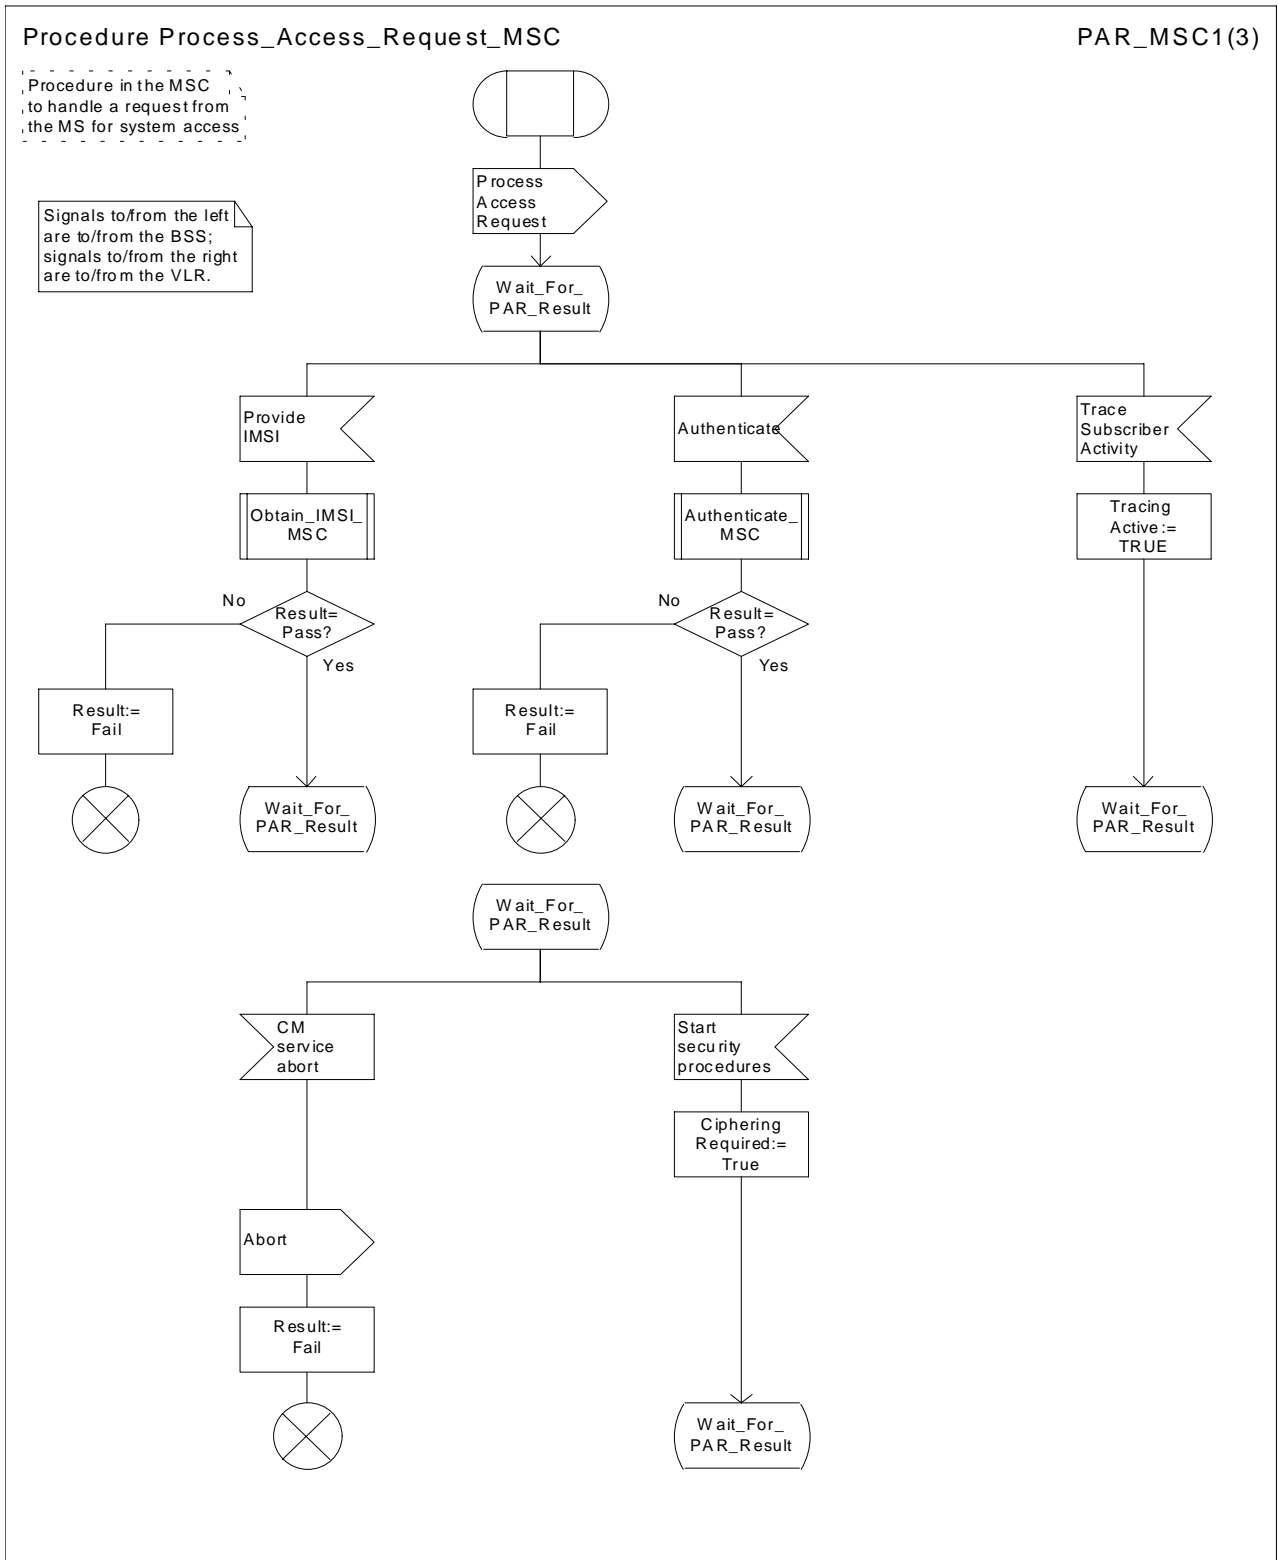 Procedure Process_Access_Request_MSC
PAR_MSC1(3)
Procedure in the MSC
to handle a request from
the MS for system access
Signals to/from the left
are to/from the BSS;
signals to/from the right
are to/from the VLR.
Process
Access
Request
Wait_For_
PAR_Result
Provide
IMSI
Authenticate
Trace
Subscriber
Activity
Obtain_IMSI_
MSC
Authenticate_
MSC
Tracing
Active:=
TRUE
No
Result=
Pass?
Yes
No
Result=
Pass?
Yes
Result:=
Fail
Result:=
Fail
Wait_For_
PAR_Result
Wait_For_
PAR_Result
Wait_For_
PAR_Result
Wait_For_
PAR_Result
CM
service
abort
Start
security
procedures
Ciphering
Required:=
True
Abort
Result:=
Fail
Wait_For_
PAR_Result